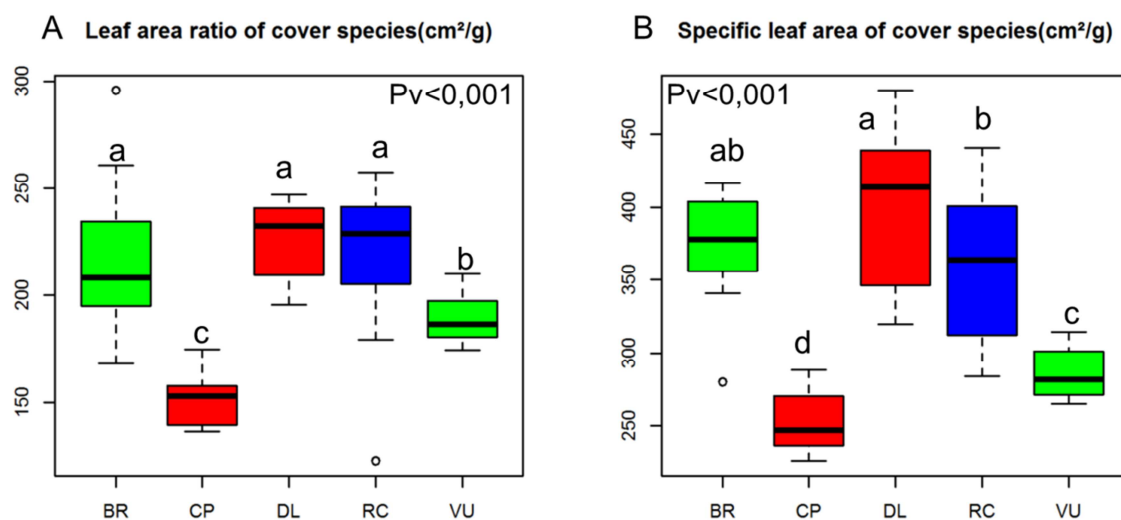 A Leaf area ratio of cover species(cm²/g)
300
250
200
150
Pv<0,001
a
c
a
a
b
BR CP DL RC VU
B Specific leaf area of cover species(cm²/g)
450
400
350
300
250
Pv<0,001
ab
d
a
b
c
BR CP DL RC VU